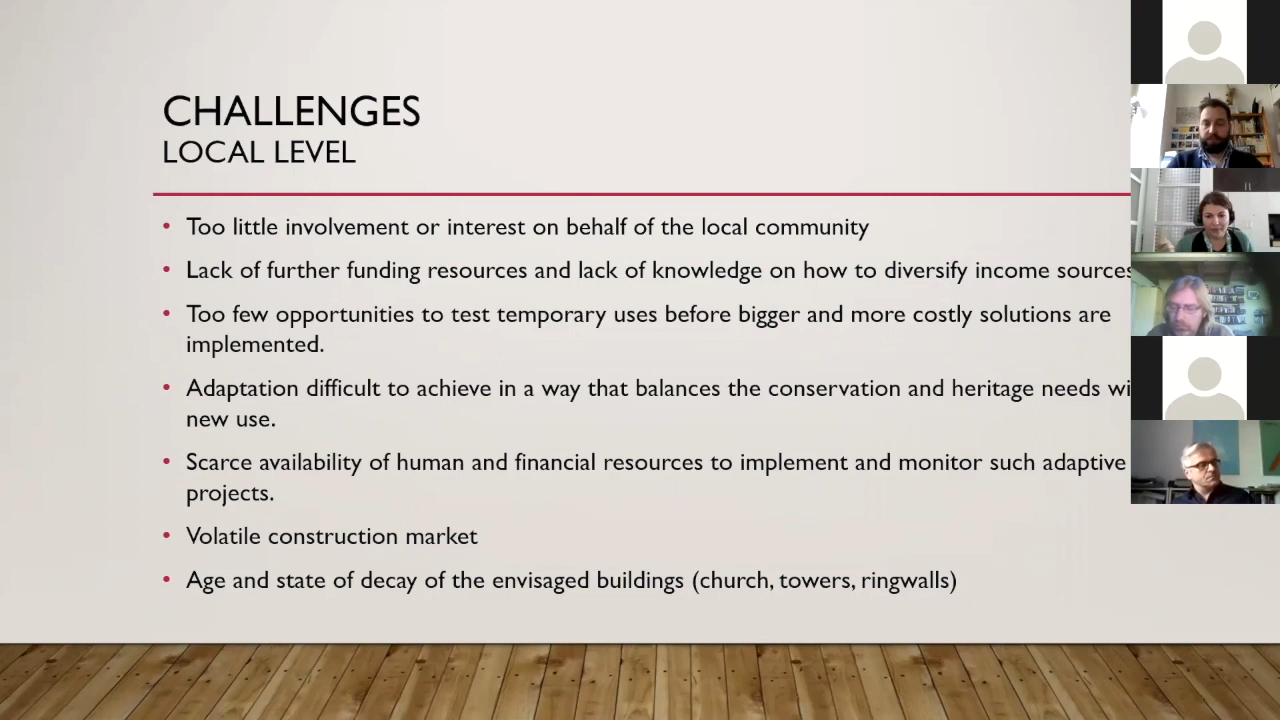 CHALLENGES
LOCAL LEVEL
• Too little involvement or interest on behalf of the local community
• Lack of further funding resources and lack of knowledge on how to diversify income sources
• Too few opportunities to test temporary uses before bigger and more costly solutions are
implemented.
• Adaptation difficult to achieve in a way that balances the conservation and heritage needs
new use.
• Scarce availability of human and financial resources to implement and monitor such adaptive
projects.
• Volatile construction market
• Age and state of decay of the envisaged buildings (church, towers, ringwalls)